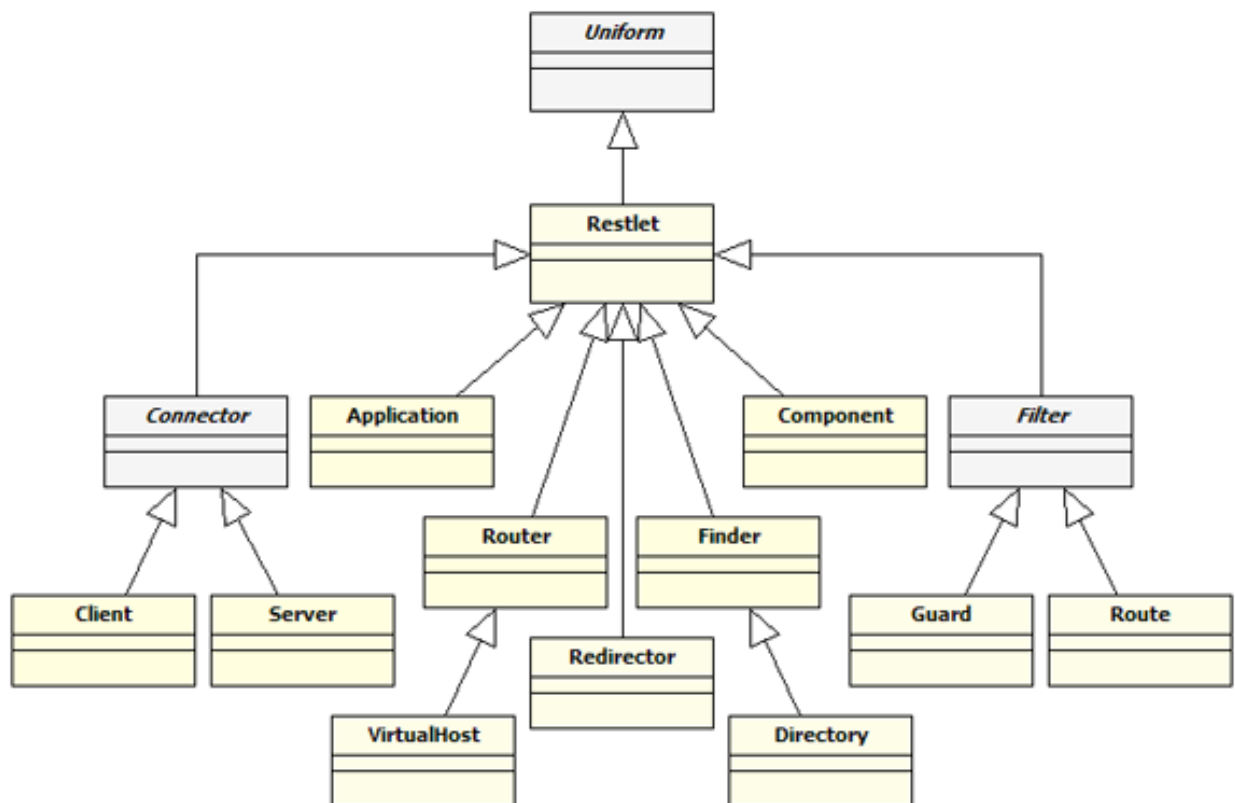 Uniform
Restlet
Connector
Application
Component
Filter
Router
Finder
Client
Server
Guard
Route
Redirector
VirtualHost
Directory